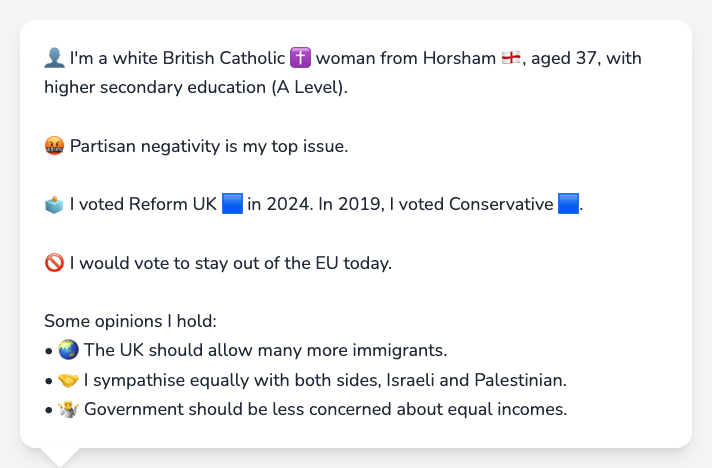 👤 I'm a white British Catholic ✝️ woman from Horsham 🏴󠁧󠁢󠁥󠁮󠁧󠁿, aged 37, with
higher secondary education (A Level).
🤬 Partisan negativity is my top issue.
🗳️ I voted Reform UK 🟦 in 2024. In 2019, I voted Conservative 🟦.
🚫 I would vote to stay out of the EU today.
Some opinions I hold:
• 🌏 The UK should allow many more immigrants.
• 🤝 I sympathise equally with both sides, Israeli and Palestinian.
• 🤷 Government should be less concerned about equal incomes.